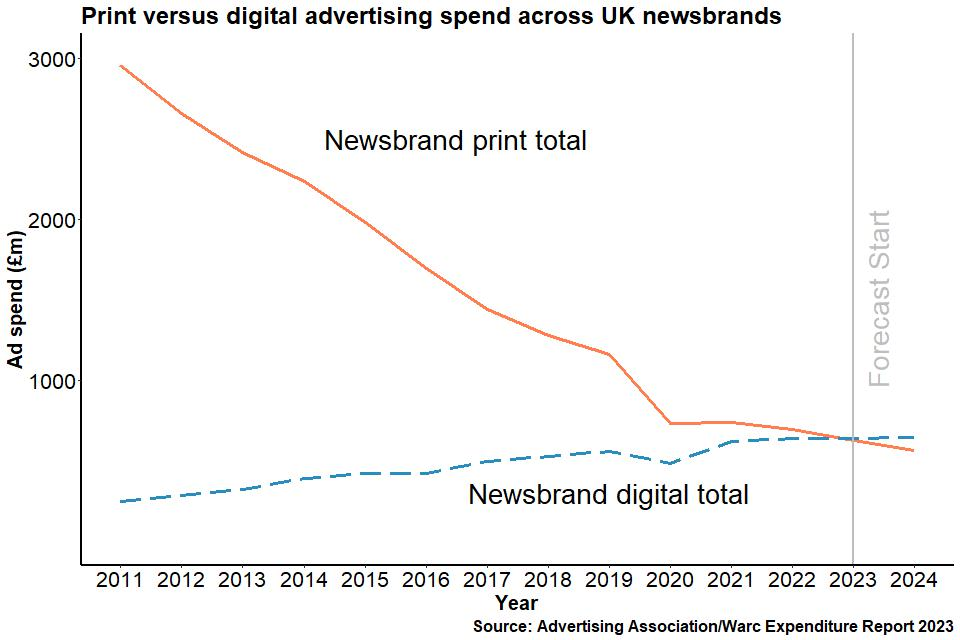 Print versus digital advertising spend across UK newsbrands
3000
2000
1000
Ad spend (£m)
Newsbrand print total
Newsbrand digital total
Forecast Start
2011 2012 2013 2014 2015 2016 2017 2018 2019 2020 2021 2022 2023 2024
Year
Source: Advertising Association/Warc Expenditure Report 2023